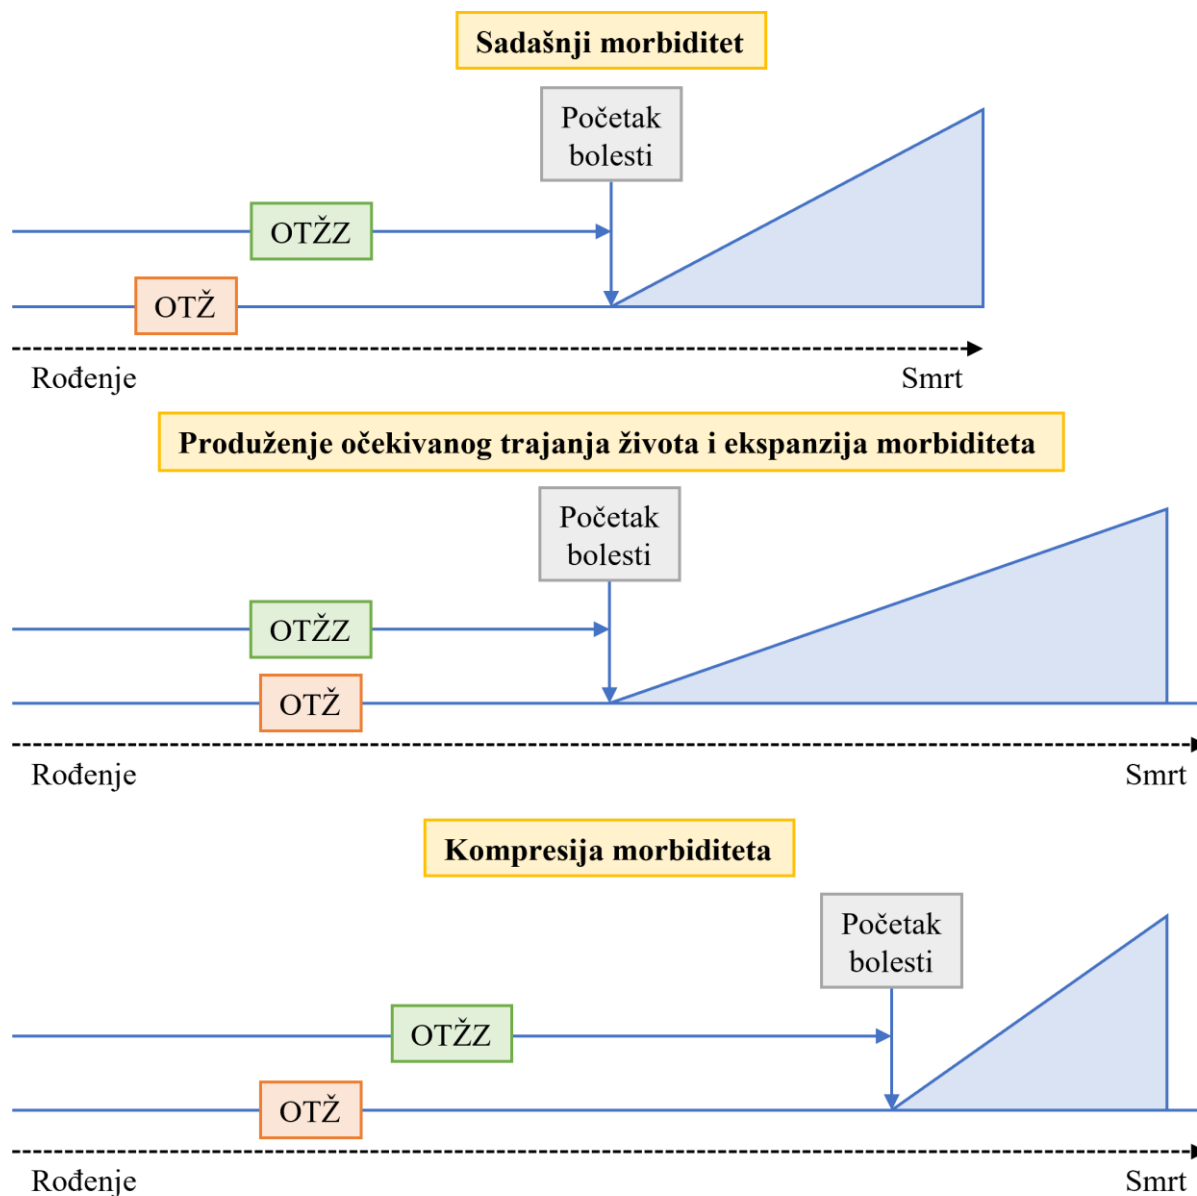 Sadašnji morbiditet
Početak
bolesti
OTŽZ
OTŽ
Rođenje
Smrt
Produženje očekivanog trajanja života i ekspanzija morbiditeta
Početak
bolesti
OTŽZ
OTŽ
Rođenje
Smrt
Kompresija morbiditeta
Početak
bolesti
OTŽZ
OTŽ
Rođenje
Smrt